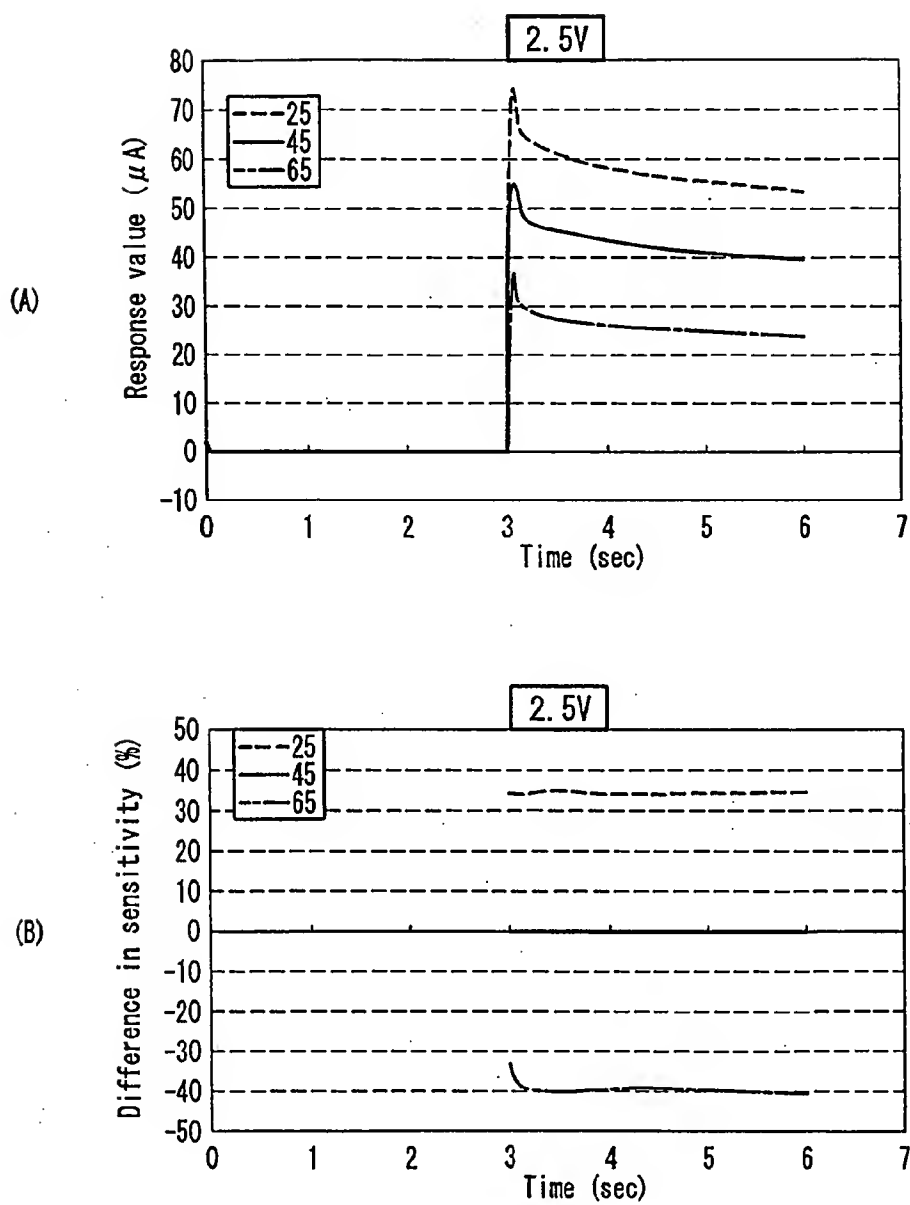 2.5V
80
70
60
50
40
30
20
10
0
-10
Response value (μA)
25
45
65
0 1 2 3 4 5 6 7
Time (sec)
(A)
2.5V
50
40
30
20
10
0
-10
-20
-30
-40
-50
Difference in sensitivity (%)
25
45
65
0 1 2 3 4 5 6 7
Time (sec)
(B)